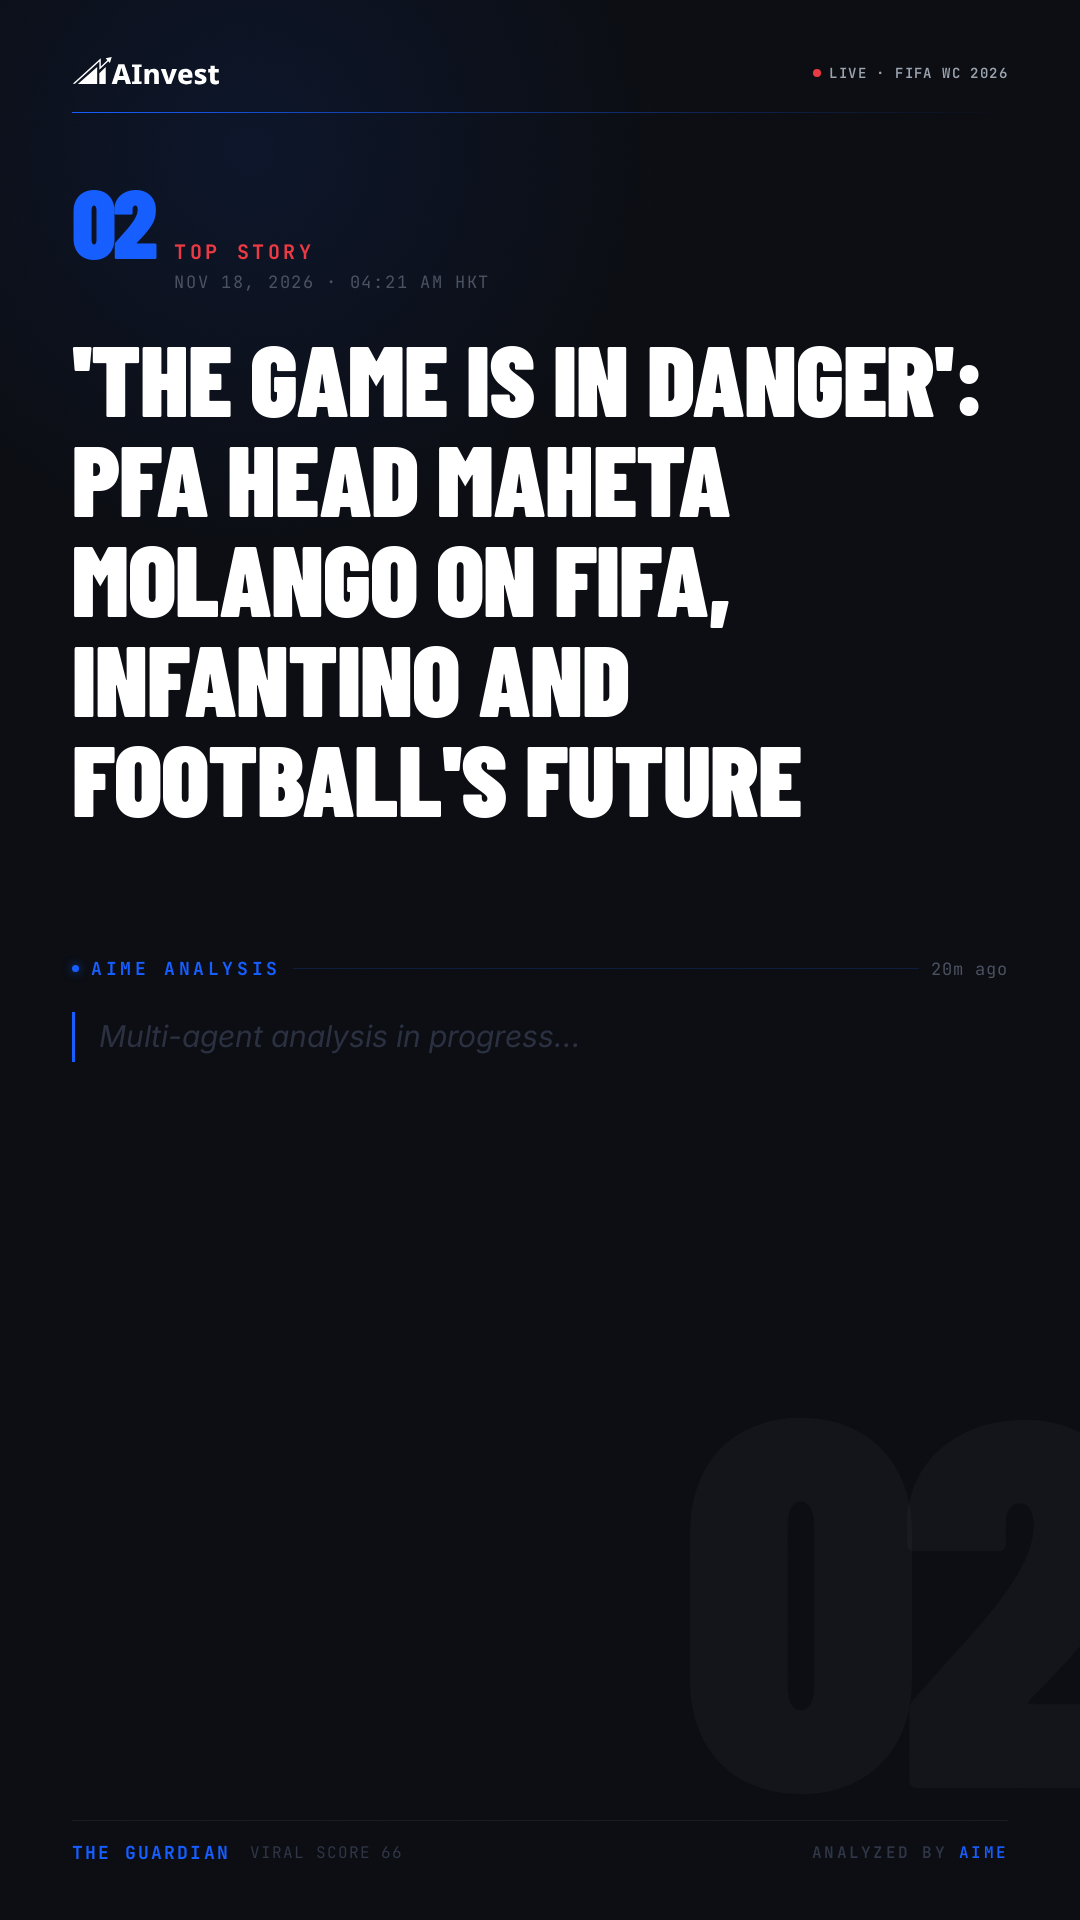 AInvest
LIVE · FIFA WC 2026
02
TOP STORY
NOV 18, 2026 · 04:21 AM HKT
'THE GAME IS IN DANGER':
PFA HEAD MAHETA
MOLANGO ON FIFA,
INFANTINO AND
FOOTBALL'S FUTURE
AIME ANALYSIS
20m ago
Multi-agent analysis in progress...
02
THE GUARDIAN VIRAL SCORE 66
ANALYZED BY AIME